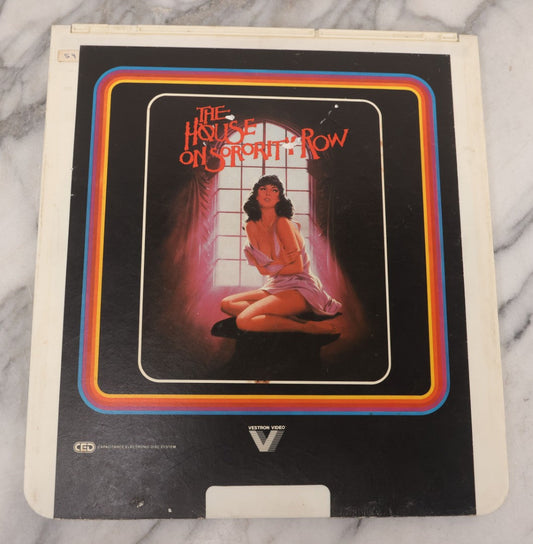 THE
HOUSE
ON SORORITY ROW
VESTRON VIDEO
V
CED CAPACITANCE ELECTRONIC DISC SYSTEM